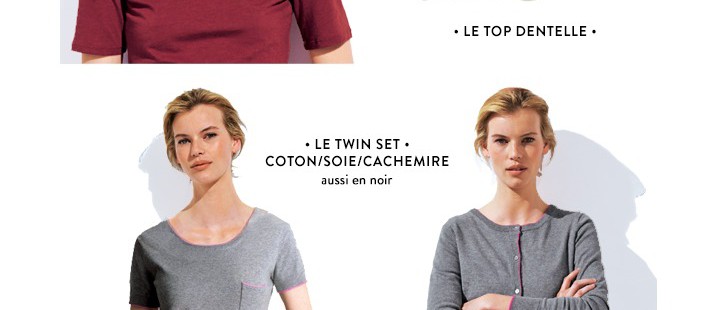 • LE TOP DENTELLE •
• LE TWIN SET •
COTON/SOIE/CACHEMIRE
aussi en noir